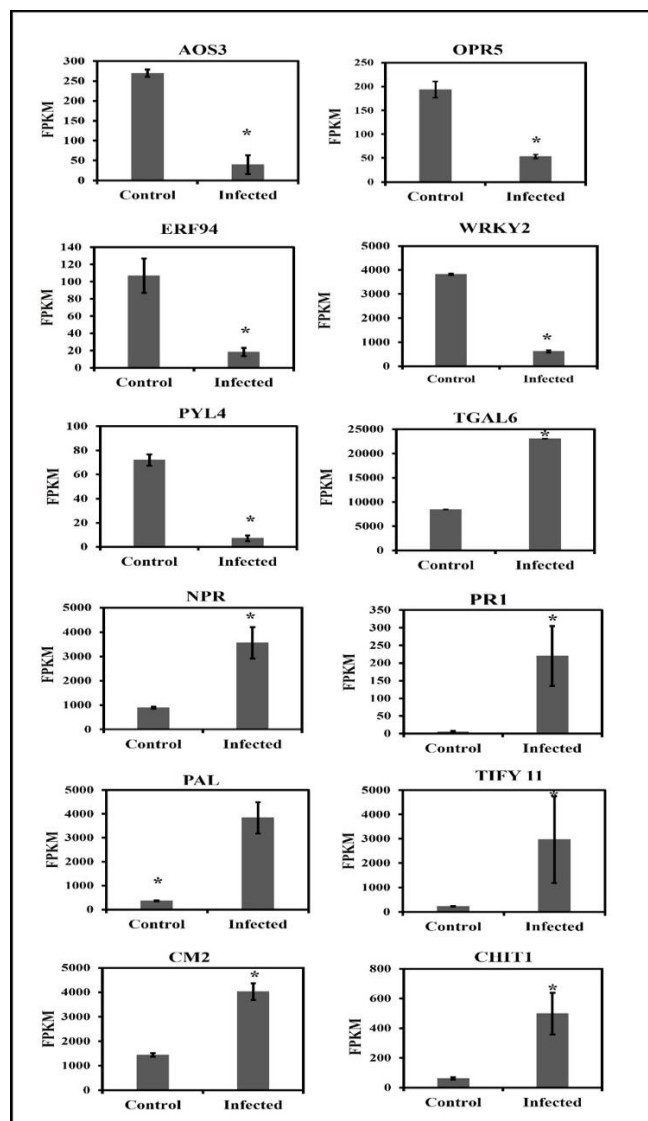 AOS3
FPKM
300
250
200
150
100
50
0
*
Control Infected
OPR5
FPKM
200
150
100
50
0
*
Control Infected
ERF94
FPKM
140
120
100
80
60
40
20
0
*
Control Infected
WRKY2
FPKM
5000
4000
3000
2000
1000
0
*
Control Infected
PYL4
FPKM
100
80
60
40
20
0
*
Control Infected
TGAL6
FPKM
25000
20000
15000
10000
5000
0
*
Control Infected
NPR
FPKM
5000
4000
3000
2000
1000
0
*
Control Infected
PR1
FPKM
350
300
250
200
150
100
50
0
*
Control Infected
PAL
FPKM
5000
4000
3000
2000
1000
0
*
Control Infected
TIFY 11
FPKM
5000
4000
3000
2000
1000
0
*
Control Infected
CM2
FPKM
5000
4000
3000
2000
1000
0
*
Control Infected
CHIT1
FPKM
800
600
400
200
0
*
Control Infected